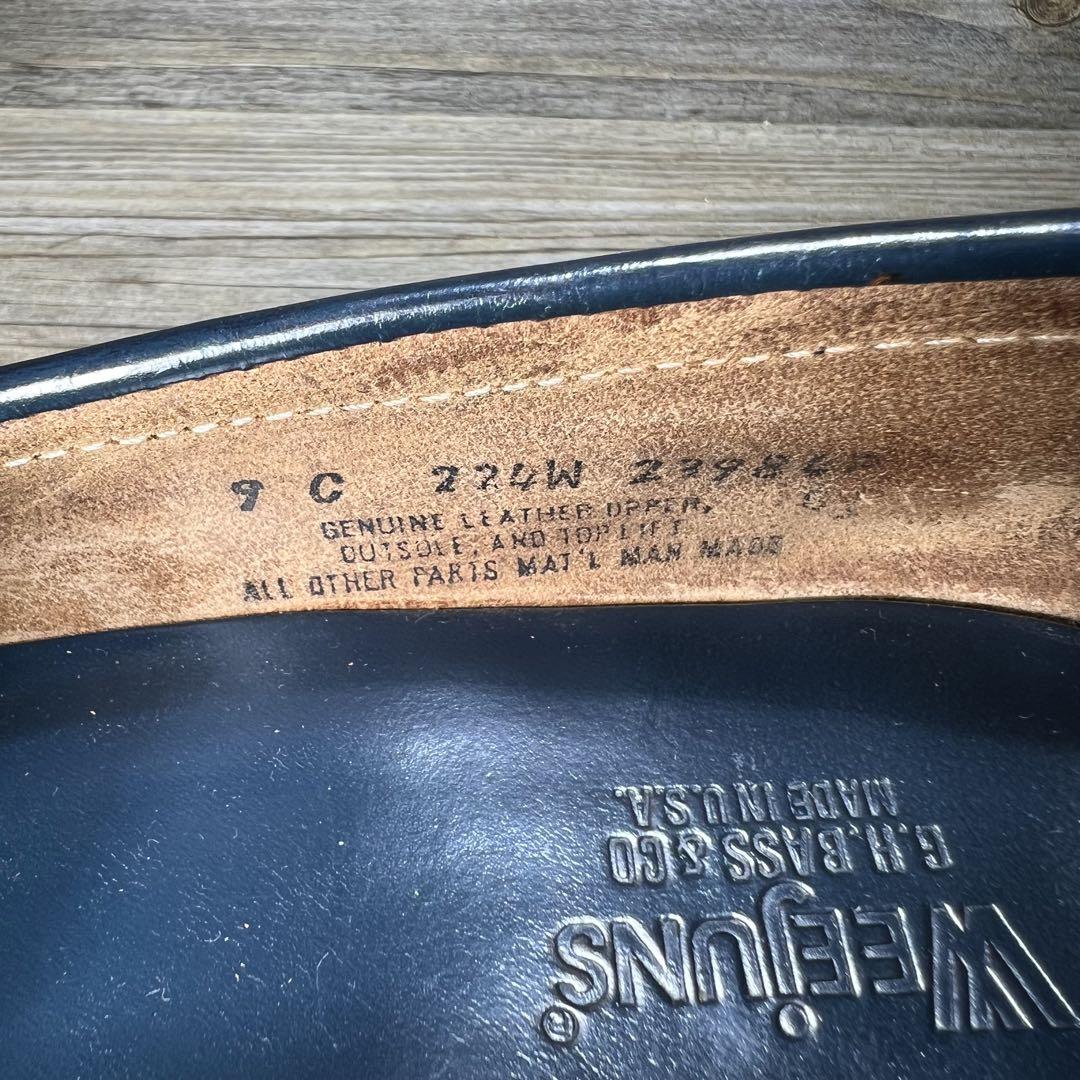 9 C 224W
GENUINE LEATHER UPPER,
OUTSOLE, AND TOPLIFT
ALL OTHER PARTS MAT'L MAN MADE
WEEJUNS®
G.H.BASS & CO
MADE IN U.S.A.